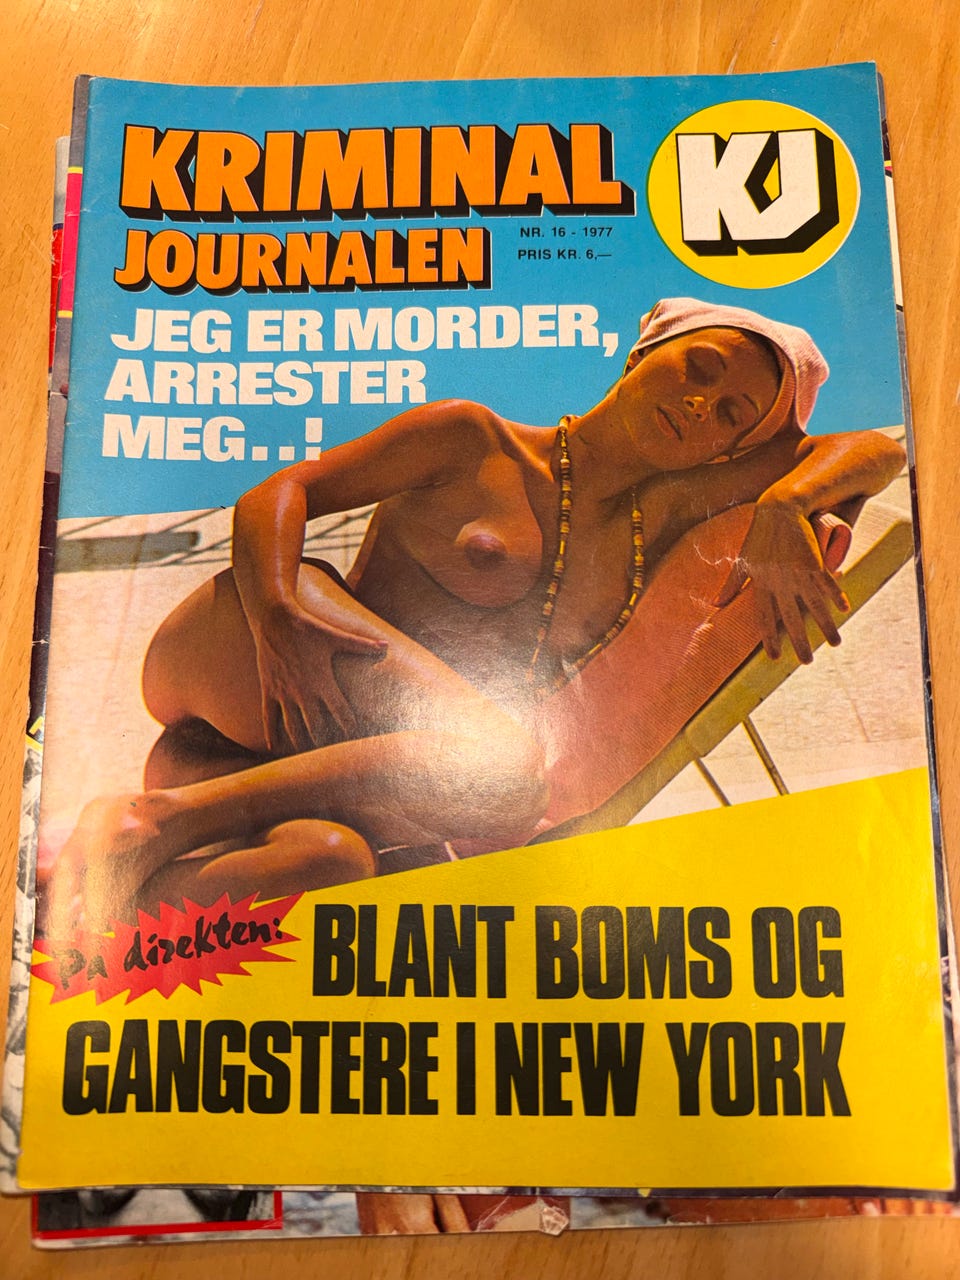 KRIMINAL
JOURNALEN
KJ
NR. 16 - 1977
PRIS KR. 6,—
JEG ER MORDER,
ARRESTER
MEG..!
På direkten:
BLANT BOMS OG
GANGSTERE I NEW YORK